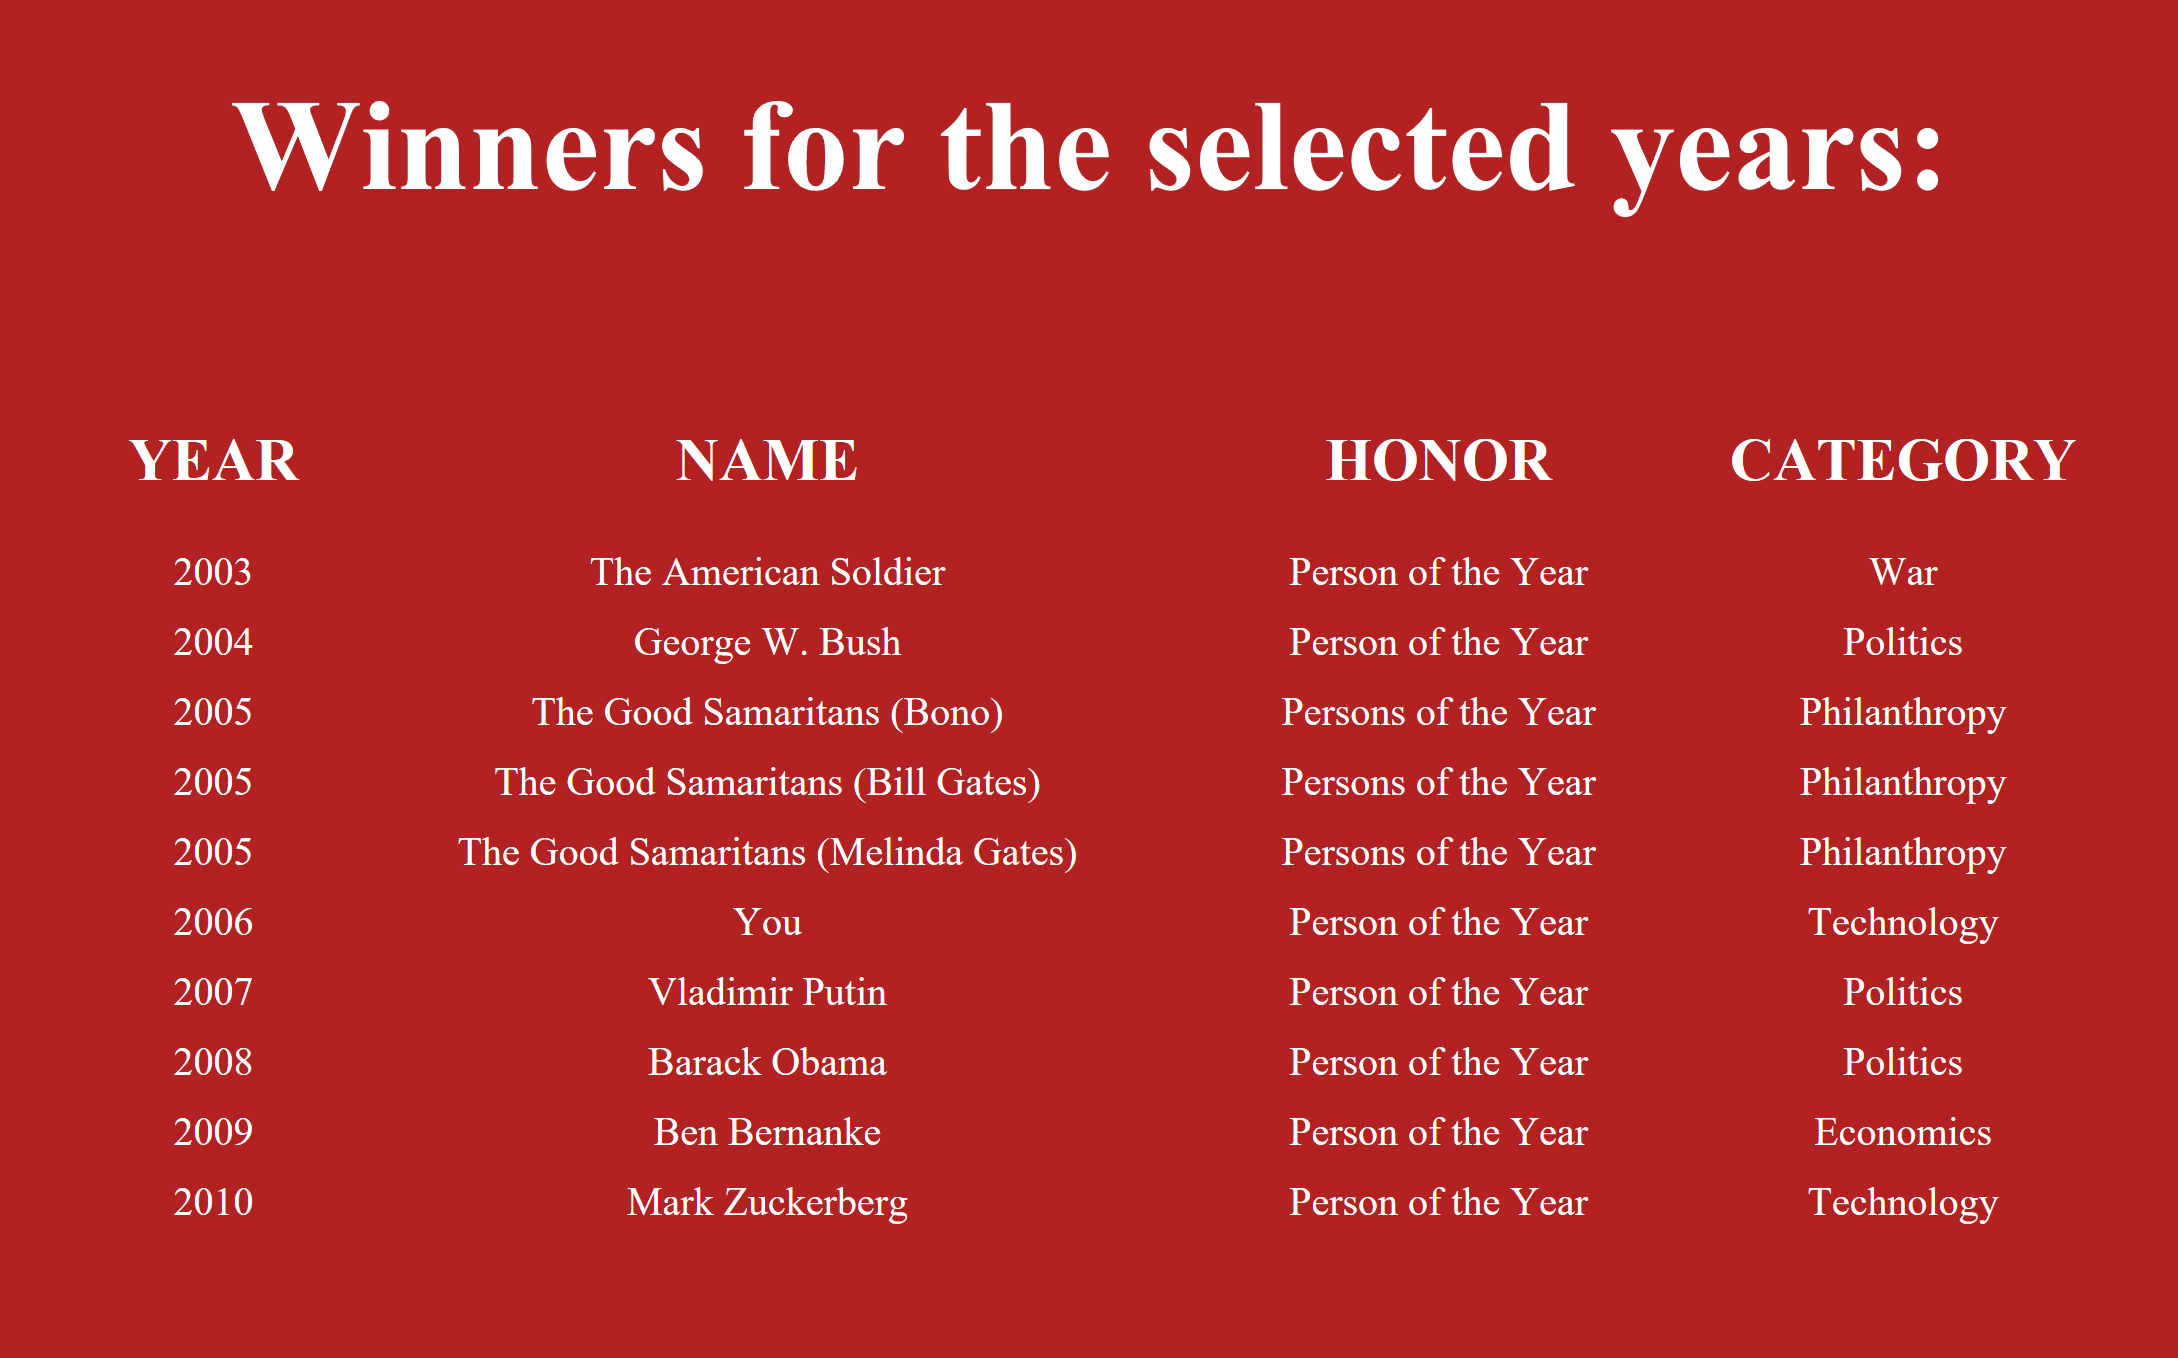 Winners for the selected years:
YEAR NAME HONOR CATEGORY
2003 The American Soldier Person of the Year War
2004 George W. Bush Person of the Year Politics
2005 The Good Samaritans (Bono) Persons of the Year Philanthropy
2005 The Good Samaritans (Bill Gates) Persons of the Year Philanthropy
2005 The Good Samaritans (Melinda Gates) Persons of the Year Philanthropy
2006 You Person of the Year Technology
2007 Vladimir Putin Person of the Year Politics
2008 Barack Obama Person of the Year Politics
2009 Ben Bernanke Person of the Year Economics
2010 Mark Zuckerberg Person of the Year Technology